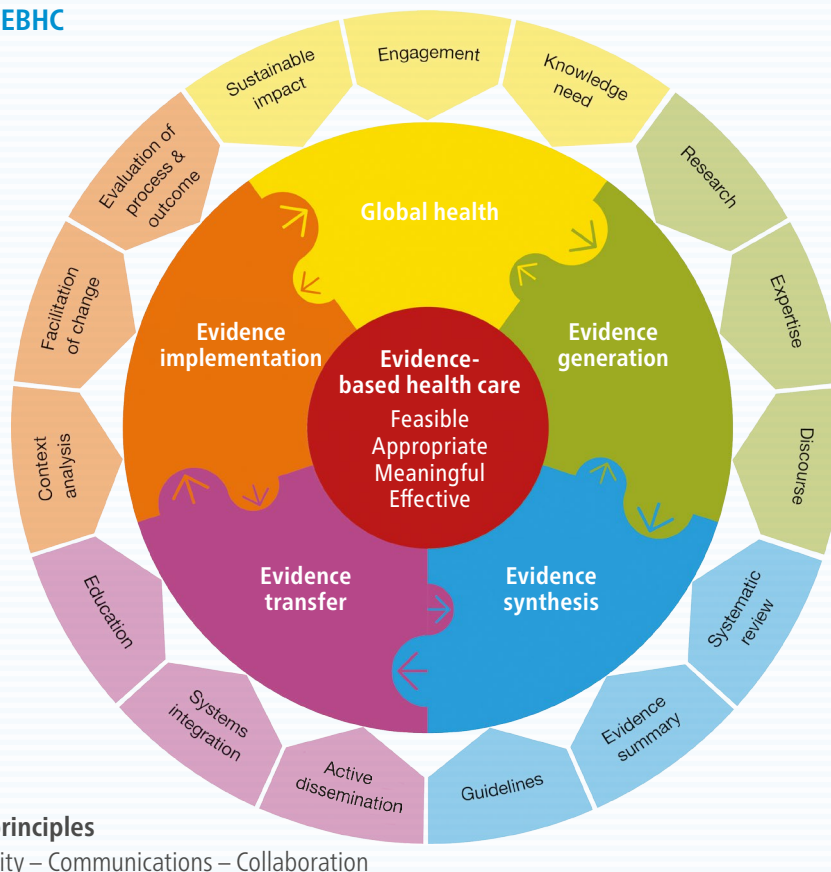 EBHC
Sustainable
impact
Engagement
Knowledge
need
Research
Expertise
Discourse
Systematic
review
Evidence
summary
Guidelines
Active
dissemination
Systems
integration
Education
Context
analysis
Facilitation
of change
Evaluation of
process &
outcome
Global health
Evidence
generation
Evidence
synthesis
Evidence
transfer
Evidence
implementation
Evidence-
based health care
Feasible
Appropriate
Meaningful
Effective
– Communications – Collaboration